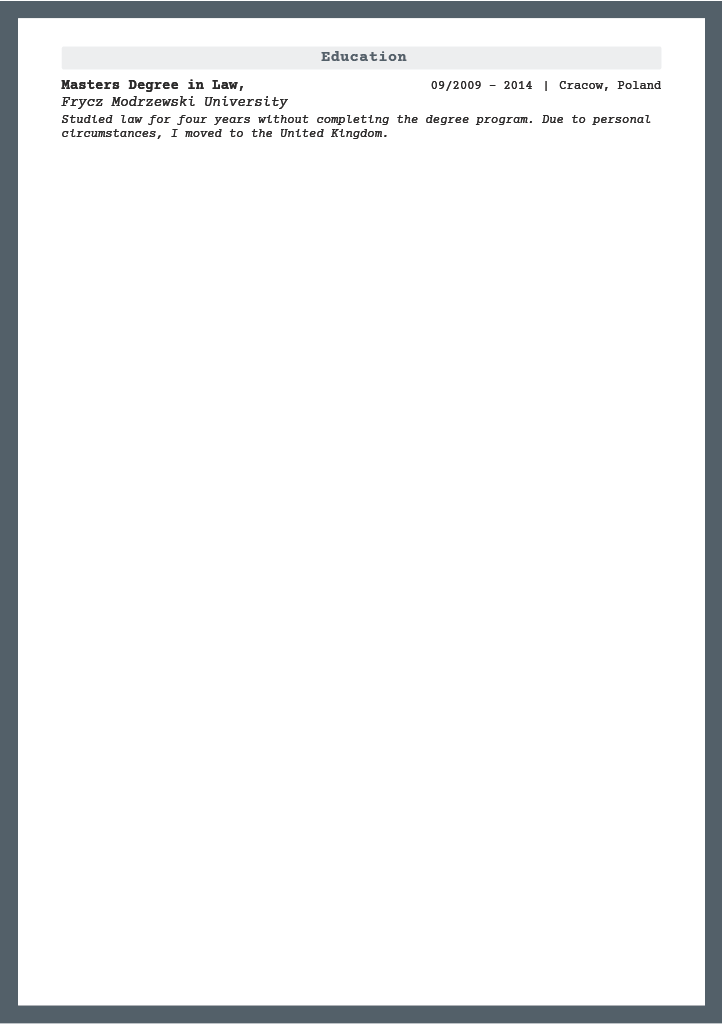 Education
Masters Degree in Law, 09/2009 – 2014 | Cracow, Poland
Frycz Modrzewski University
Studied law for four years without completing the degree program. Due to personal
circumstances, I moved to the United Kingdom.